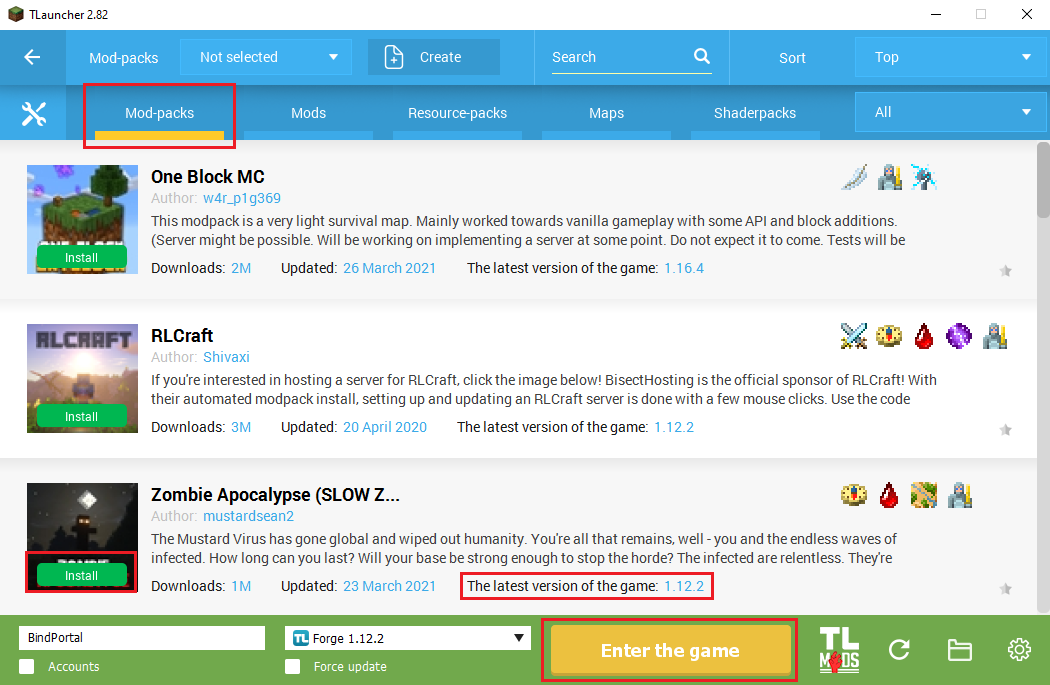 TLauncher 2.82
Mod-packs Not selected Create Search Sort Top
Mod-packs Mods Resource-packs Maps Shaderpacks All
One Block MC
Author: w4r_p1g369
This modpack is a very light survival map. Mainly worked towards vanilla gameplay with some API and block additions.
(Server might be possible. Will be working on implementing a server at some point. Do not expect it to come. Tests will be
Install
Downloads: 2M Updated: 26 March 2021 The latest version of the game: 1.16.4
RLCRAFT
RLCraft
Author: Shivaxi
If you're interested in hosting a server for RLCraft, click the image below! BisectHosting is the official sponsor of RLCraft! With
their automated modpack install, setting up and updating an RLCraft server is done with a few mouse clicks. Use the code
Install
Downloads: 3M Updated: 20 April 2020 The latest version of the game: 1.12.2
Zombie Apocalypse (SLOW Z...
Author: mustardsean2
The Mustard Virus has gone global and wiped out humanity. You're all that remains, well - you and the endless waves of
infected. How long can you last? Will your base be strong enough to stop the horde? The infected are relentless. They're
Install
Downloads: 1M Updated: 23 March 2021 The latest version of the game: 1.12.2
BindPortal TL Forge 1.12.2 Enter the game TL
MODS
Accounts Force update